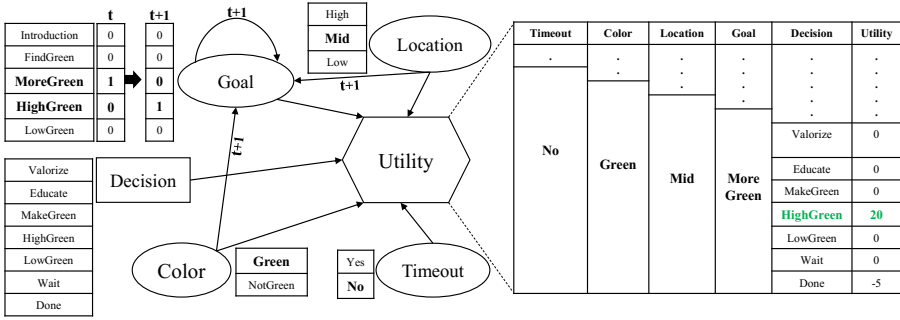 t
t+1
Introduction 0 0
FindGreen 0 0
MoreGreen 1 0
HighGreen 0 1
LowGreen 0 0
t+1
Goal
High
Mid
Low
Location
t+1
t+1
Utility
Decision
Valorize
Educate
MakeGreen
HighGreen
LowGreen
Wait
Done
Color
Green
NotGreen
Yes
No
Timeout
Timeout Color Location Goal Decision Utility
. . . . . .
. . . . .
. . . .
. . .
. .
No
Green
Mid
More
Green
Valorize 0
Educate 0
MakeGreen 0
HighGreen 20
LowGreen 0
Wait 0
Done -5